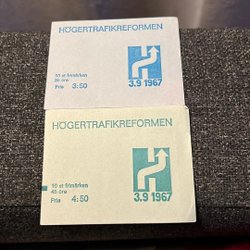 HÖGERTRAFIKREFORMEN
10 st frimärken
35 öre
Pris 3:50
3.9 1967
HÖGERTRAFIKREFORMEN
10 st frimärken
45 öre
Pris 4:50
3.9 1967